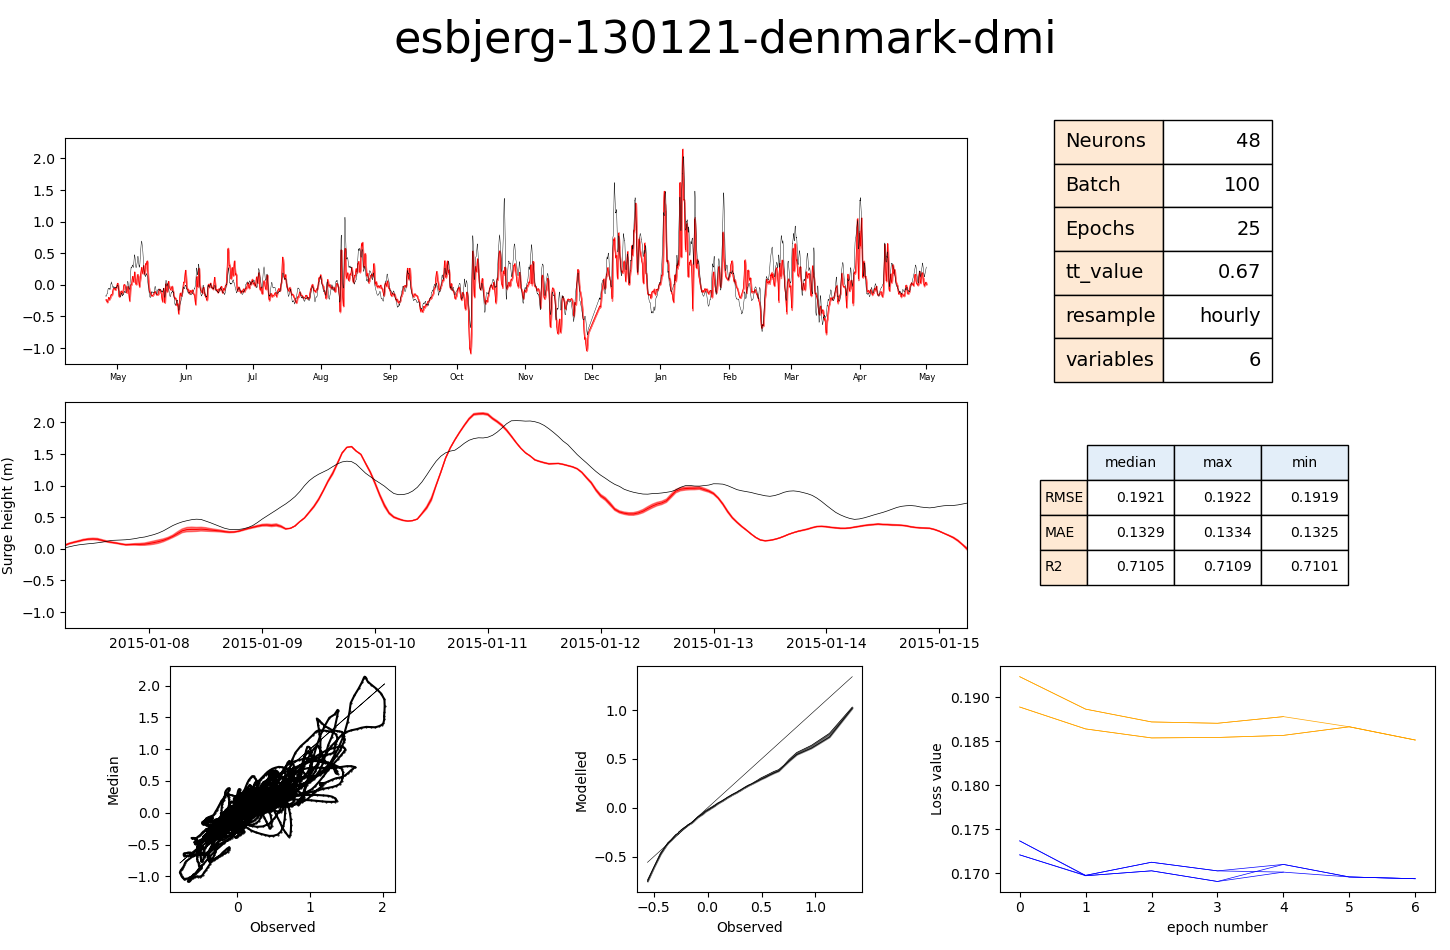 esbjerg-130121-denmark-dmi
2.0
1.5
1.0
0.5
0.0
−0.5
−1.0
May Jun Jul Aug Sep Oct Nov Dec Jan Feb Mar Apr May
Neurons 48
Batch 100
Epochs 25
tt_value 0.67
resample hourly
variables 6
Surge height (m)
2.0
1.5
1.0
0.5
0.0
−0.5
−1.0
2015-01-08 2015-01-09 2015-01-10 2015-01-11 2015-01-12 2015-01-13 2015-01-14 2015-01-15
median max min
RMSE 0.1921 0.1922 0.1919
MAE 0.1329 0.1334 0.1325
R2 0.7105 0.7109 0.7101
Median
2.0
1.5
1.0
0.5
0.0
−0.5
−1.0
0 1 2
Observed
Modelled
1.0
0.5
0.0
−0.5
−0.5 0.0 0.5 1.0
Observed
Loss value
0.190
0.185
0.180
0.175
0.170
0 1 2 3 4 5 6
epoch number